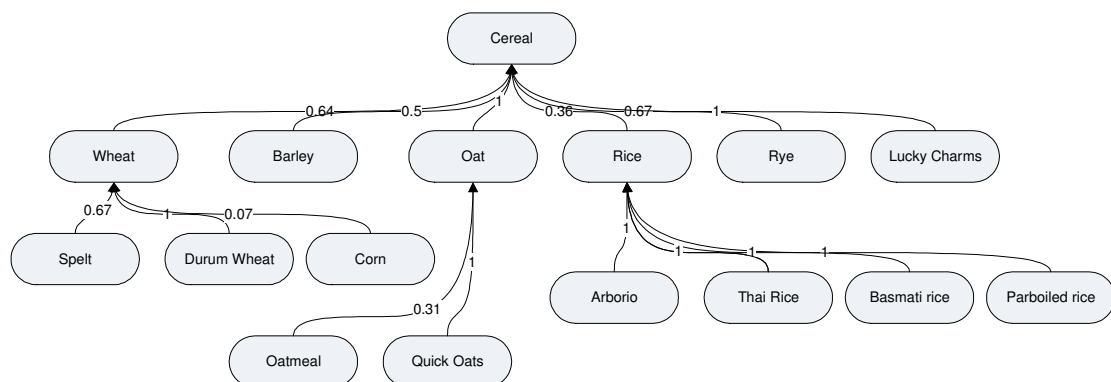 Cereal
0.64 0.5 1 0.36 0.67 1
Wheat Barley Oat Rice Rye Lucky Charms
0.67 1 0.07
Spelt Durum Wheat Corn
1 1 1 1
1
Arborio Thai Rice Basmati rice Parboiled rice
0.31
Oatmeal Quick Oats